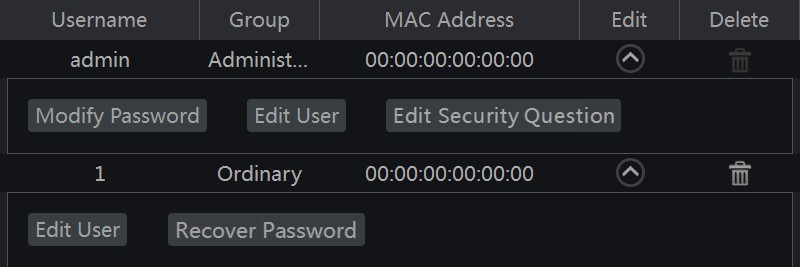 Username Group MAC Address Edit Delete
admin Administ... 00:00:00:00:00:00
Modify Password Edit User Edit Security Question
1 Ordinary 00:00:00:00:00:00
Edit User Recover Password